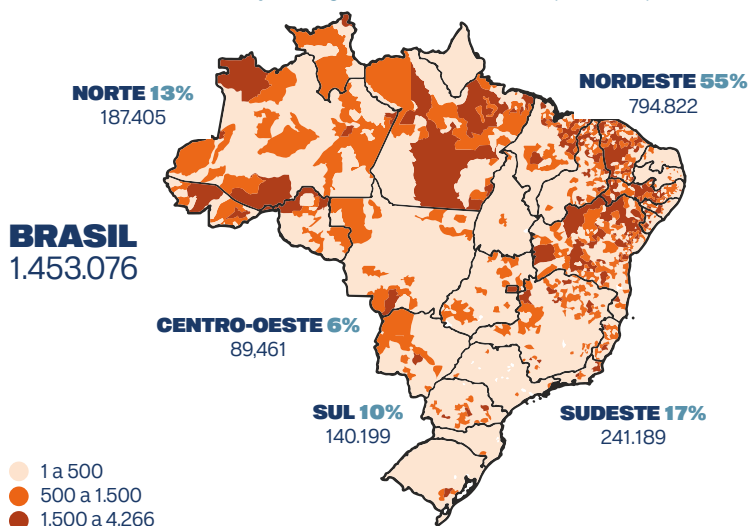 NORTE 13%
187.405
NORDESTE 55%
794.822
BRASIL
1.453.076
CENTRO-OESTE 6%
89,461
SUL 10%
140.199
SUDESTE 17%
241.189
1 a 500
500 a 1.500
1.500 a 4.266